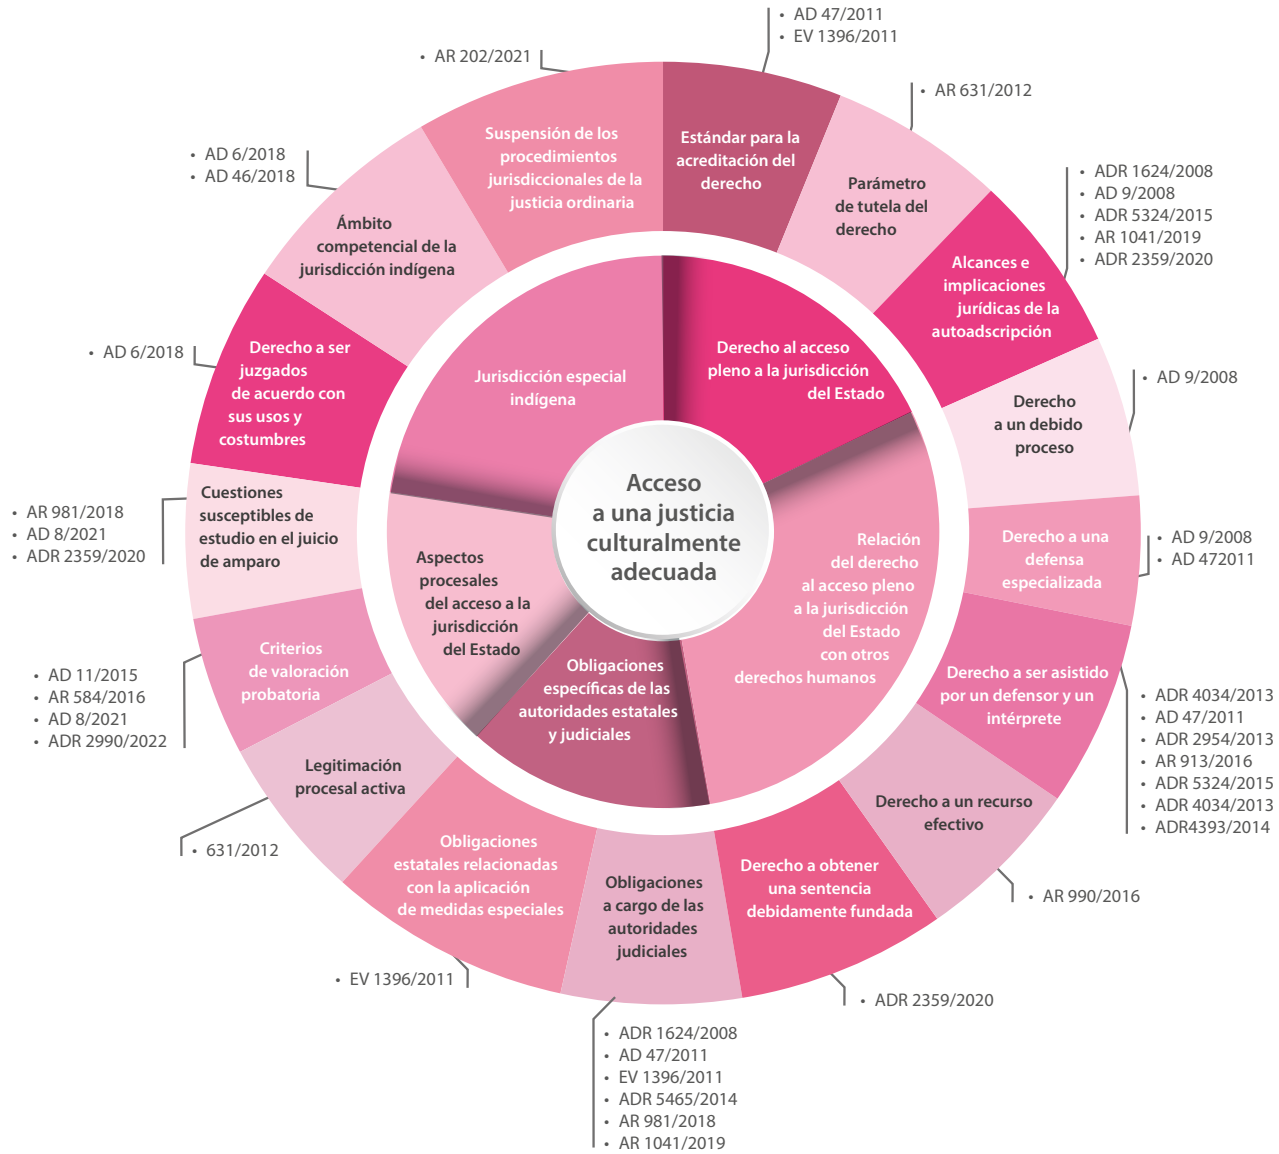 Acceso
a una justicia
culturalmente
adecuada
Derecho al acceso
pleno a la jurisdicción
del Estado
Relación
del derecho
al acceso pleno
a la jurisdicción
del Estado
con otros
derechos humanos
Obligaciones
específicas de las
autoridades estatales
y judiciales
Aspectos
procesales
del acceso a la
jurisdicción
del Estado
Jurisdicción especial
indígena
Estándar para la
acreditación del
derecho
• AD 47/2011
• EV 1396/2011
Parámetro
de tutela del
derecho
• AR 631/2012
Alcances e
implicaciones
jurídicas de la
autoadscripción
• ADR 1624/2008
• AD 9/2008
• ADR 5324/2015
• AR 1041/2019
• ADR 2359/2020
Derecho
a un debido
proceso
• AD 9/2008
Derecho a una
defensa
especializada
• AD 9/2008
• AD 472011
Derecho a ser asistido
por un defensor y un
intérprete
• ADR 4034/2013
• AD 47/2011
• ADR 2954/2013
• AR 913/2016
• ADR 5324/2015
• ADR 4034/2013
• ADR4393/2014
Derecho a un recurso
efectivo
• AR 990/2016
Derecho a obtener
una sentencia
debidamente fundada
• ADR 2359/2020
Obligaciones
a cargo de las
autoridades
judiciales
• ADR 1624/2008
• AD 47/2011
• EV 1396/2011
• ADR 5465/2014
• AR 981/2018
• AR 1041/2019
Obligaciones
estatales relacionadas
con la aplicación
de medidas especiales
• EV 1396/2011
Legitimación
procesal activa
• 631/2012
Criterios
de valoración
probatoria
• AD 11/2015
• AR 584/2016
• AD 8/2021
• ADR 2990/2022
Cuestiones
susceptibles de
estudio en el juicio
de amparo
• AR 981/2018
• AD 8/2021
• ADR 2359/2020
Derecho a ser
juzgados
de acuerdo con
sus usos y
costumbres
• AD 6/2018
Ámbito
competencial de la
jurisdicción indígena
• AD 6/2018
• AD 46/2018
Suspensión de los
procedimientos
jurisdiccionales de la
justicia ordinaria
• AR 202/2021